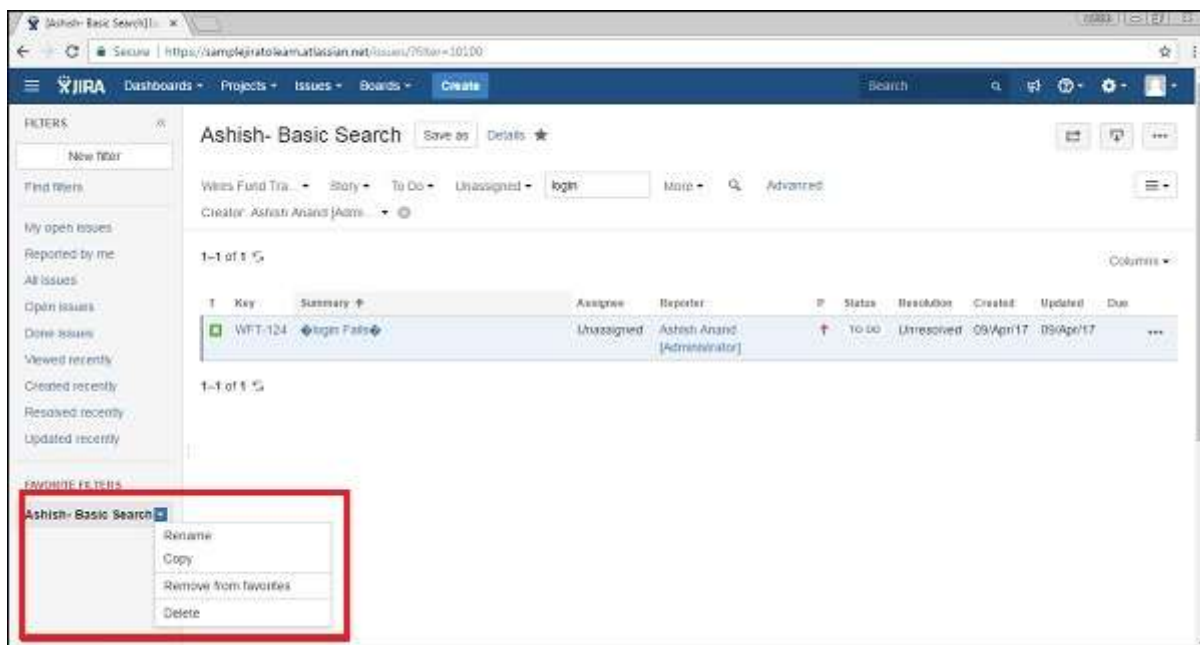 [Ashish- Basic Search]
Secure | https://samplejiratolearn.atlassian.net/issues/?filter=10100
JIRA Dashboards Projects Issues Boards Create Search
FILTERS
New filter
Find filters
My open issues
Reported by me
All issues
Open issues
Done issues
Viewed recently
Created recently
Resolved recently
Updated recently
FAVORITE FILTERS
Ashish- Basic Search
Rename
Copy
Remove from favorites
Delete
Ashish- Basic Search Save as Details
Wires Fund Tra... Story To Do Unassigned login More Advanced
Creator: Ashish Anand [Admi...
1–1 of 1
Columns
T Key Summary Assignee Reporter P Status Resolution Created Updated Due
WFT-124 �login Fails� Unassigned Ashish Anand TO DO Unresolved 09/Apr/17 09/Apr/17
[Administrator]
1–1 of 1